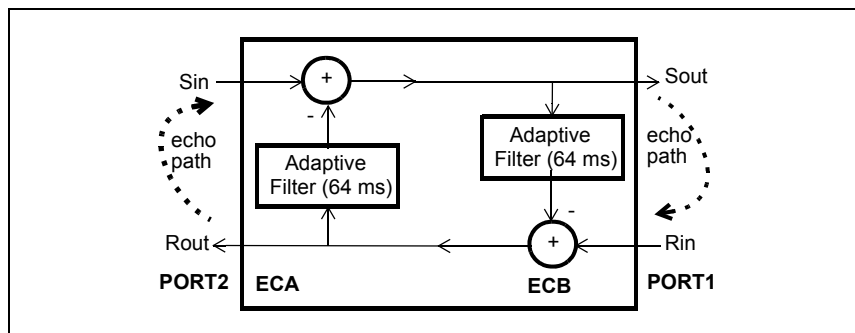 Sin
+
Sout
-
echo
path
Adaptive
Filter (64 ms)
Adaptive
Filter (64 ms)
echo
path
-
Rout
+
Rin
PORT2
ECA
ECB
PORT1